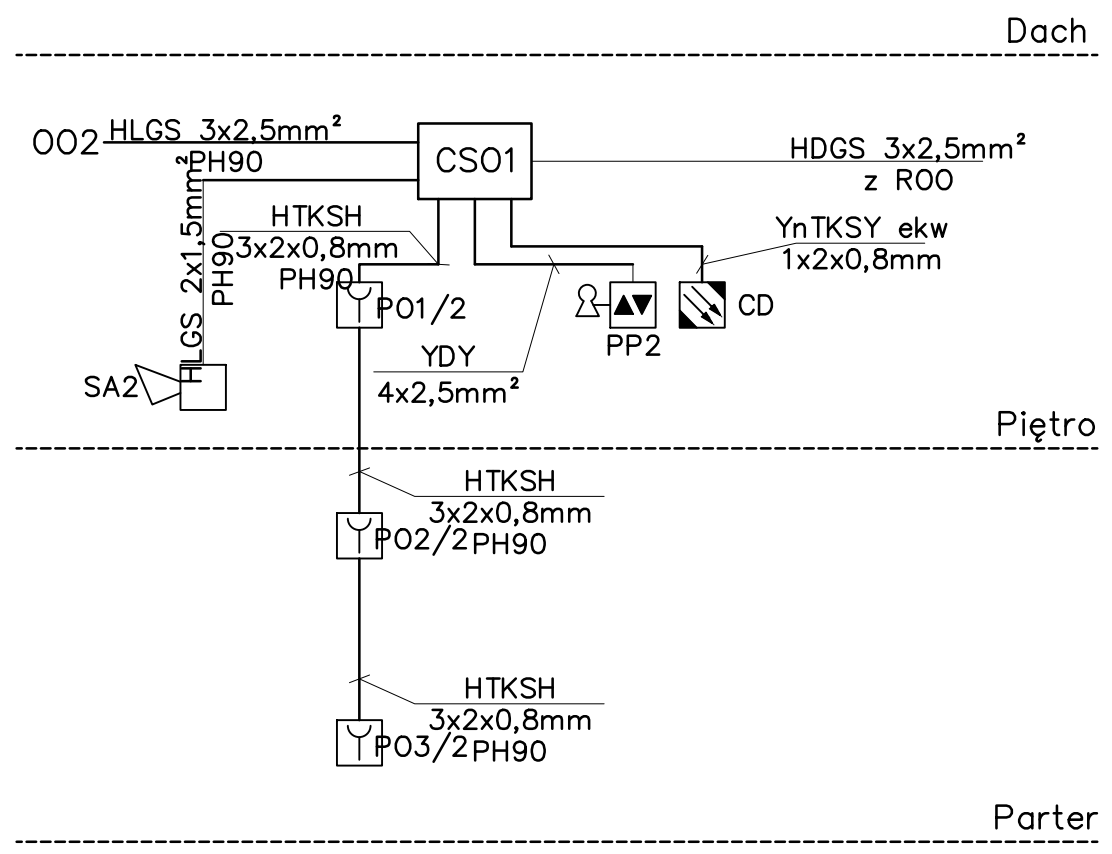 Dach
OO2
HLGS 3x2,5mm²
PH90
CSO1
HDGS 3x2,5mm²
z ROO
HLGS 2x1,5mm²
PH90
HTKSH
3x2x0,8mm
PH90
YnTKSY ekw
1x2x0,8mm
PO1/2
CD
PP2
YDY
4x2,5mm²
SA2
Piętro
HTKSH
3x2x0,8mm
PO2/2
PH90
HTKSH
3x2x0,8mm
PO3/2
PH90
Parter